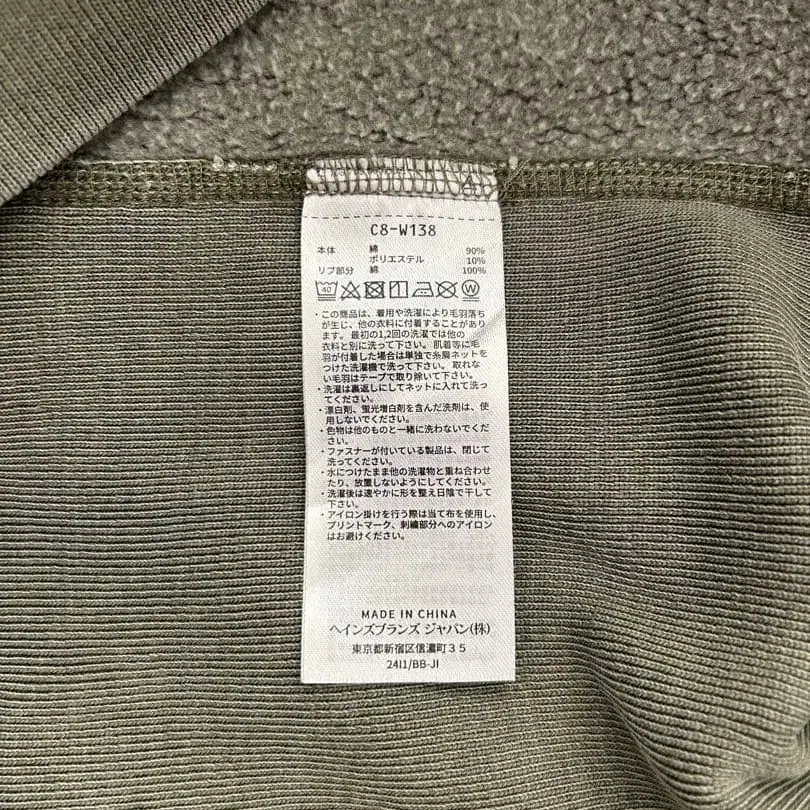 C8-W138
本体 綿 90%
ポリエステル 10%
リブ部分 綿 100%
40 W
・この商品は、着用や洗濯により毛羽落ち
が生じ、他の衣料に付着することがあり
ます。最初の1,2回の洗濯では他の
衣料と別に洗って下さい。肌着等に毛
羽が付着した場合は単独で糸屑ネットを
つけた洗濯機で洗って下さい。取れな
い毛羽はテープで取り除いて下さい。
・洗濯は裏返しにしてネットに入れて洗っ
てください。
・漂白剤、蛍光増白剤を含んだ洗剤は、使
用しないでください。
・色物は他のものと一緒に洗わないでくだ
さい。
・ファスナーが付いている製品は、閉じて
洗ってください。
・水につけたまま他の洗濯物と重ね合わせ
たり、放置しないようにしてください。
・洗濯後は速やかに形を整え日陰で干して
下さい。
・アイロン掛けを行う際は当て布を使用し、
プリントマーク、刺繍部分へのアイロン
はお避けください。
MADE IN CHINA
ヘインズブランズ ジャパン(株)
東京都新宿区信濃町35
24I1/BB-JI